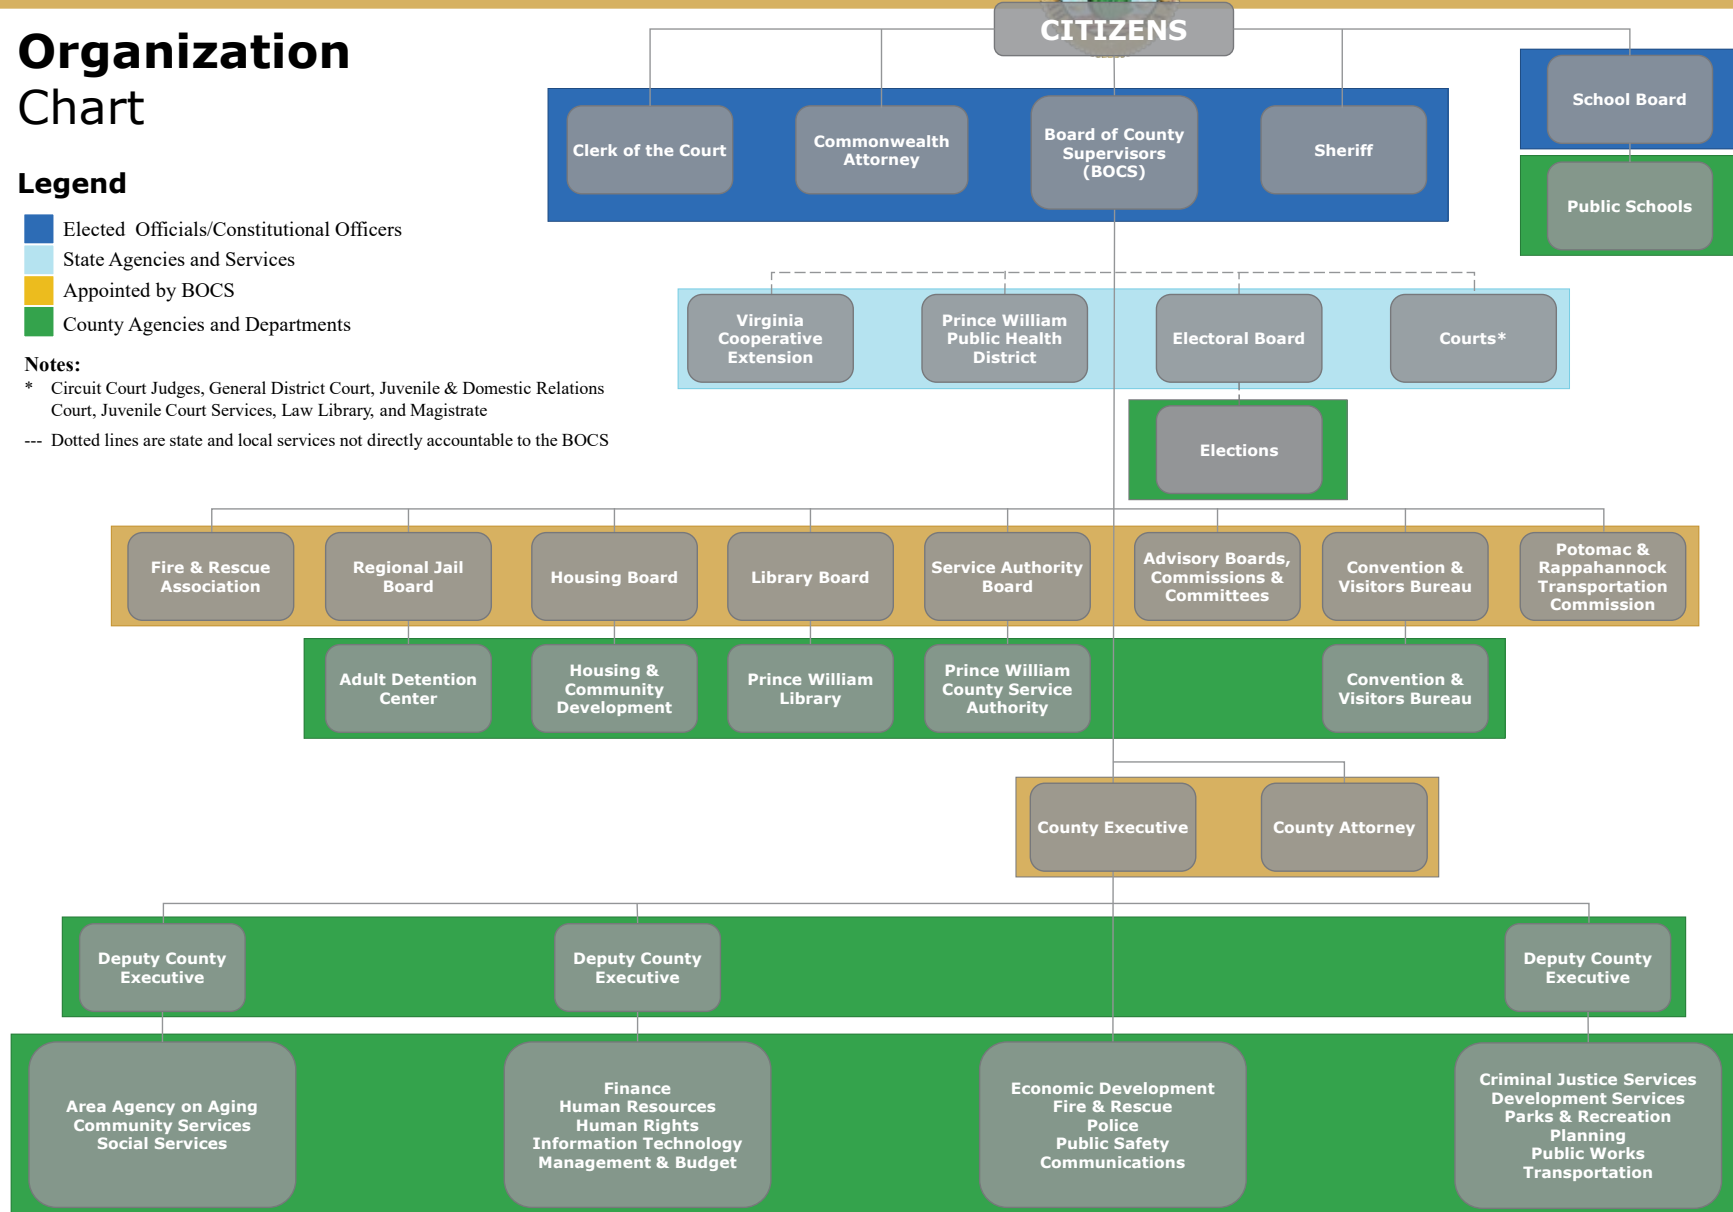 CITIZENS
Organization
Chart
School Board
Clerk of the Court
Commonwealth
Attorney
Board of County
Supervisors
(BOCS)
Sheriff
Public Schools
Legend
Elected  Officials/Constitutional Officers
State Agencies and Services
Appointed by BOCS
County Agencies and Departments
Notes:
* Circuit Court Judges, General District Court, Juvenile & Domestic Relations
Court, Juvenile Court Services, Law Library, and Magistrate
--- Dotted lines are state and local services not directly accountable to the BOCS
Virginia
Cooperative
Extension
Prince William
Public Health
District
Electoral Board
Courts*
Elections
Fire & Rescue
Association
Regional Jail
Board
Housing Board
Library Board
Service Authority
Board
Advisory Boards,
Commissions &
Committees
Convention &
Visitors Bureau
Potomac &
Rappahannock
Transportation
Commission
Adult Detention
Center
Housing &
Community
Development
Prince William
Library
Prince William
County Service
Authority
Convention &
Visitors Bureau
County Executive
County Attorney
Deputy County
Executive
Deputy County
Executive
Deputy County
Executive
Area Agency on Aging
Community Services
Social Services
Finance
Human Resources
Human Rights
Information Technology
Management & Budget
Economic Development
Fire & Rescue
Police
Public Safety
Communications
Criminal Justice Services
Development Services
Parks & Recreation
Planning
Public Works
Transportation